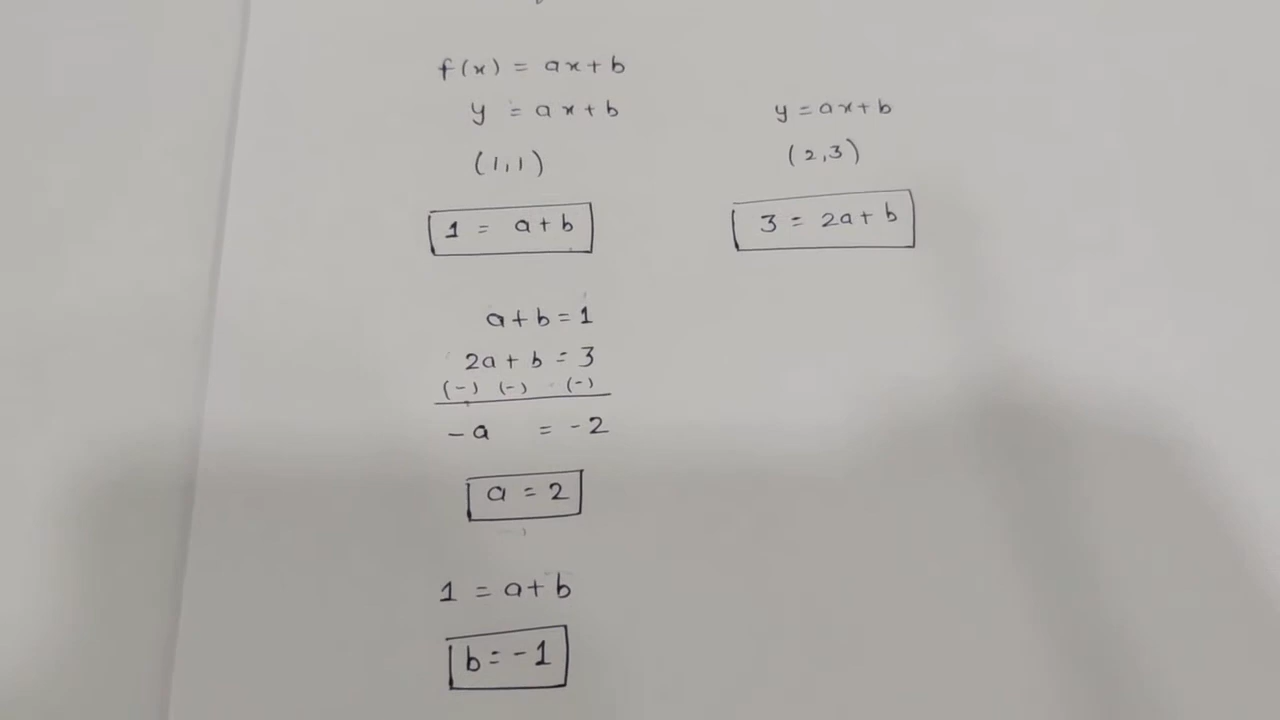 f(x) = ax+b
y = ax+b
(1,1)
1 = a+b
y = ax+b
(2,3)
3 = 2a+b
a+b=1
2a+b=3
(-) (-) (-)
-a = -2
a = 2
1 = a+b
b=-1